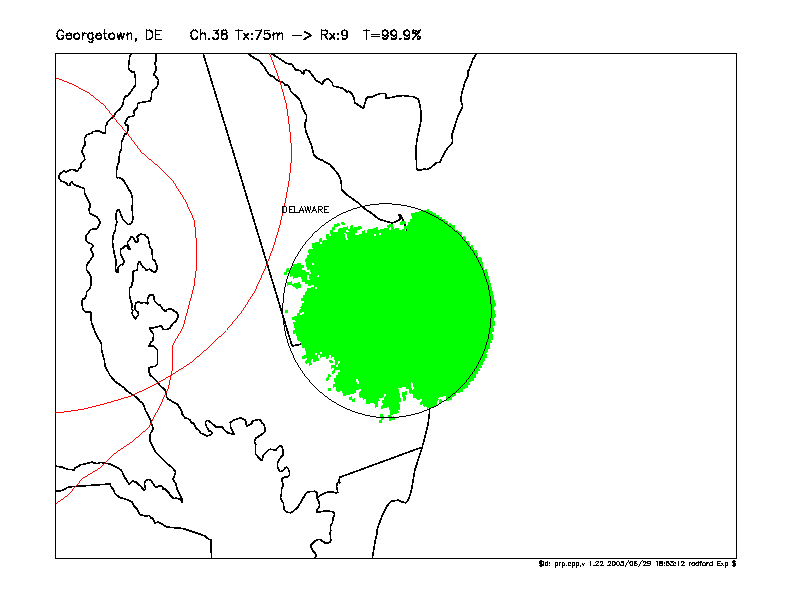 Georgetown, DE Ch.38 Tx:75m -> Rx:9 T=99.9%
DELAWARE
$Id: prp.cpp,v 1.22 2003/08/29 18:53:12 radford Exp $